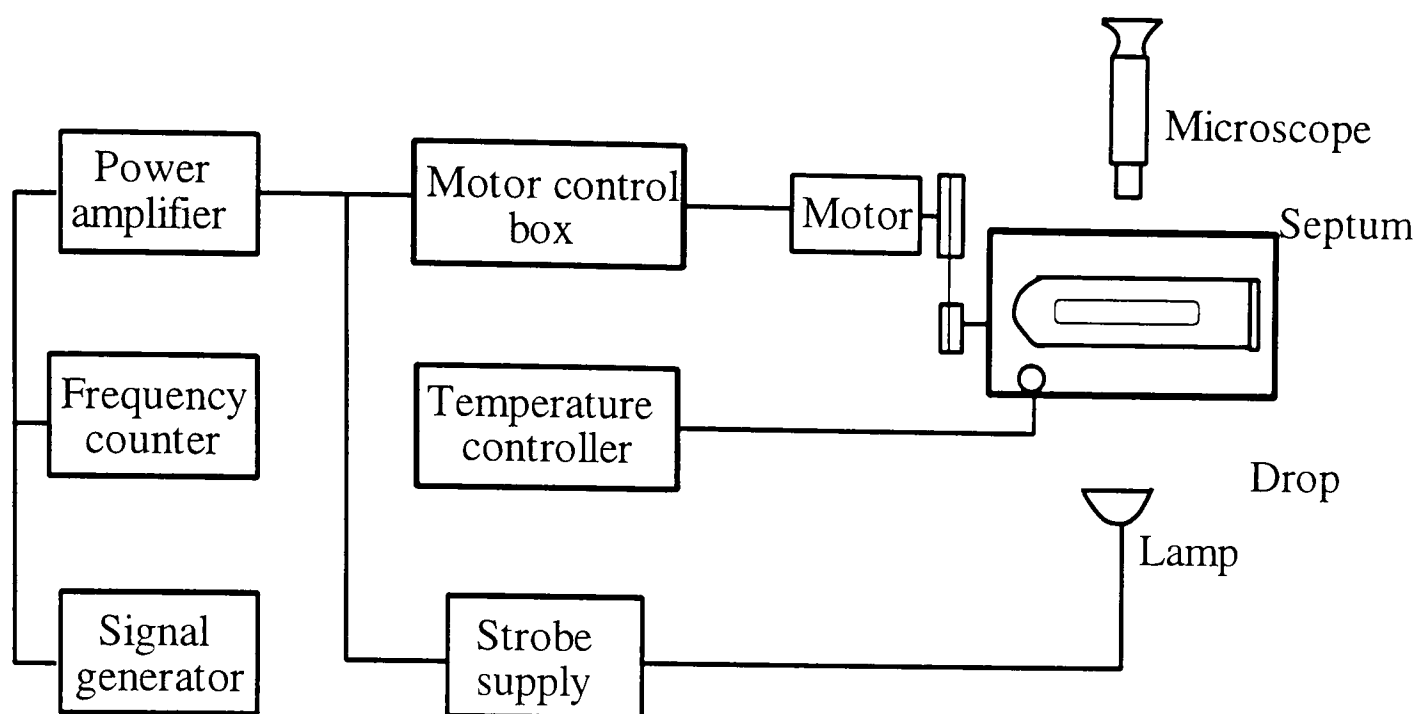 Microscope
Power
amplifier
Motor control
box
Motor
Septum
Frequency
counter
Temperature
controller
Drop
Lamp
Signal
generator
Strobe
supply